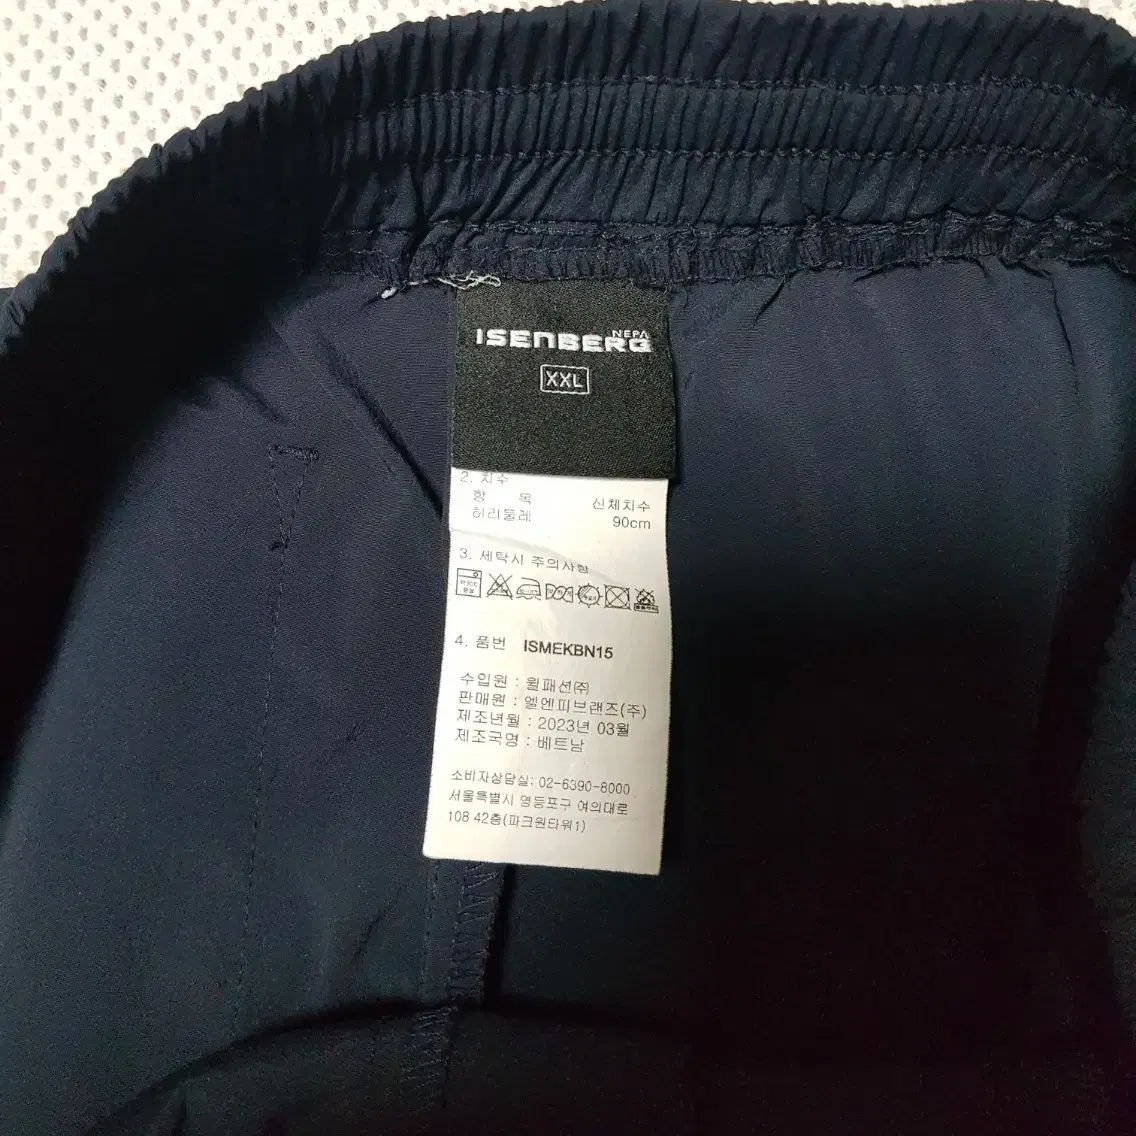 NEPA
ISENBERG
XXL
2. 치수
항 목 신체치수
허리둘레 90cm
3. 세탁시 주의사항
4. 품번 ISMEKBN15
수입원 : 윌패션(주)
판매원 : 엘엔피브랜즈(주)
제조년월 : 2023년 03월
제조국명 : 베트남
소비자상담실: 02-6390-8000
서울특별시 영등포구 여의대로
108 42층(파크원타워1)